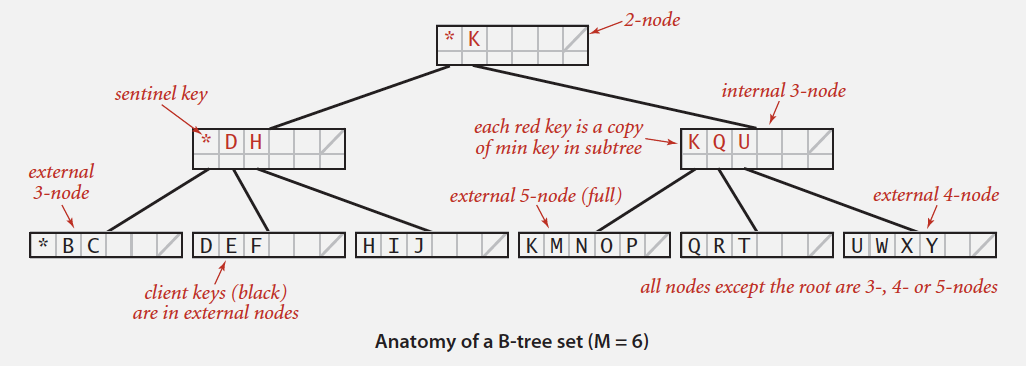 2-node
* K
sentinel key
internal 3-node
each red key is a copy
of min key in subtree
* D H
K Q U
external
3-node
external 5-node (full)
external 4-node
* B C
D E F
H I J
K M N O P
Q R T
U W X Y
client keys (black)
are in external nodes
all nodes except the root are 3-, 4- or 5-nodes
Anatomy of a B-tree set (M = 6)